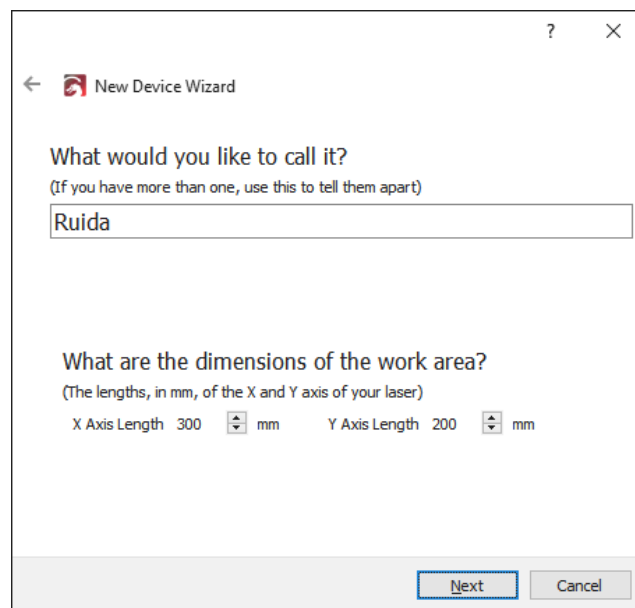 ?
New Device Wizard
What would you like to call it?
(If you have more than one, use this to tell them apart)
Ruida
What are the dimensions of the work area?
(The lengths, in mm, of the X and Y axis of your laser)
X Axis Length 300 mm Y Axis Length 200 mm
Next Cancel